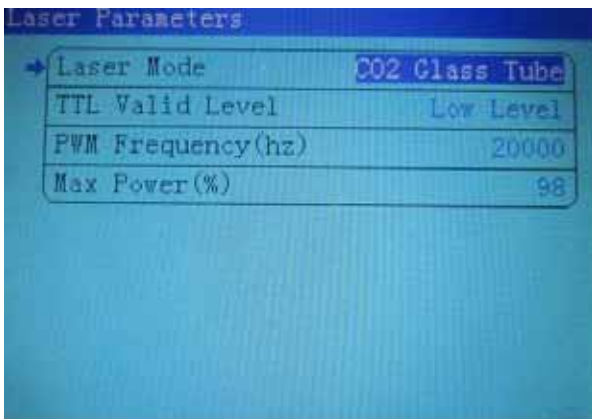 Laser Parameters
Laser Mode CO2 Glass Tube
TTL Valid Level Low Level
PWM Frequency(hz) 20000
Max Power(%) 98